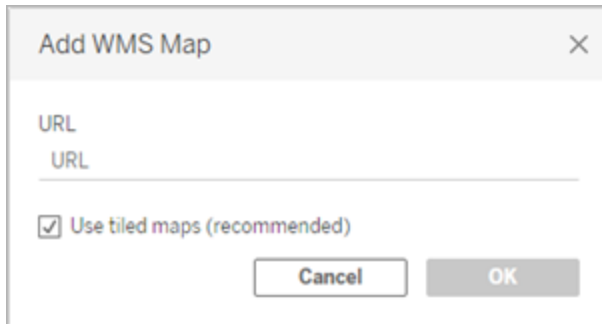 Add WMS Map
URL
URL
Use tiled maps (recommended)
Cancel
OK